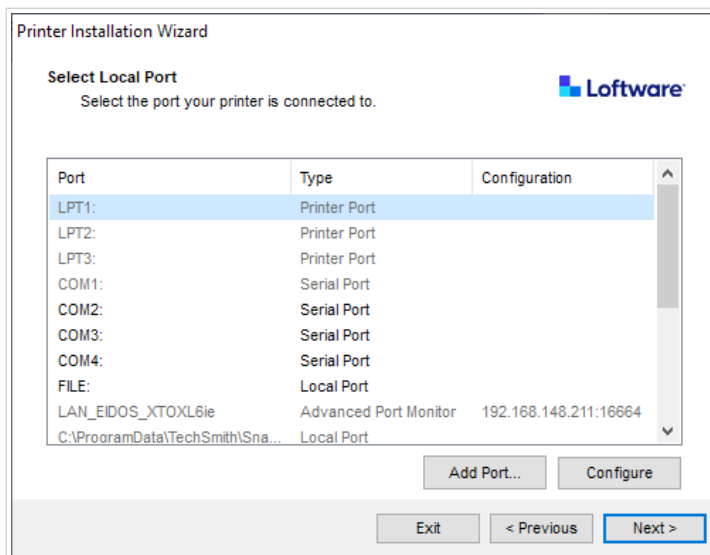 Printer Installation Wizard
Select Local Port
Select the port your printer is connected to.
Loftware
Port Type Configuration
LPT1: Printer Port
LPT2: Printer Port
LPT3: Printer Port
COM1: Serial Port
COM2: Serial Port
COM3: Serial Port
COM4: Serial Port
FILE: Local Port
LAN_EIDOS_XTOXL6ie Advanced Port Monitor 192.168.148.211:16664
C:\ProgramData\TechSmith\Sna... Local Port
Add Port... Configure
Exit < Previous Next >